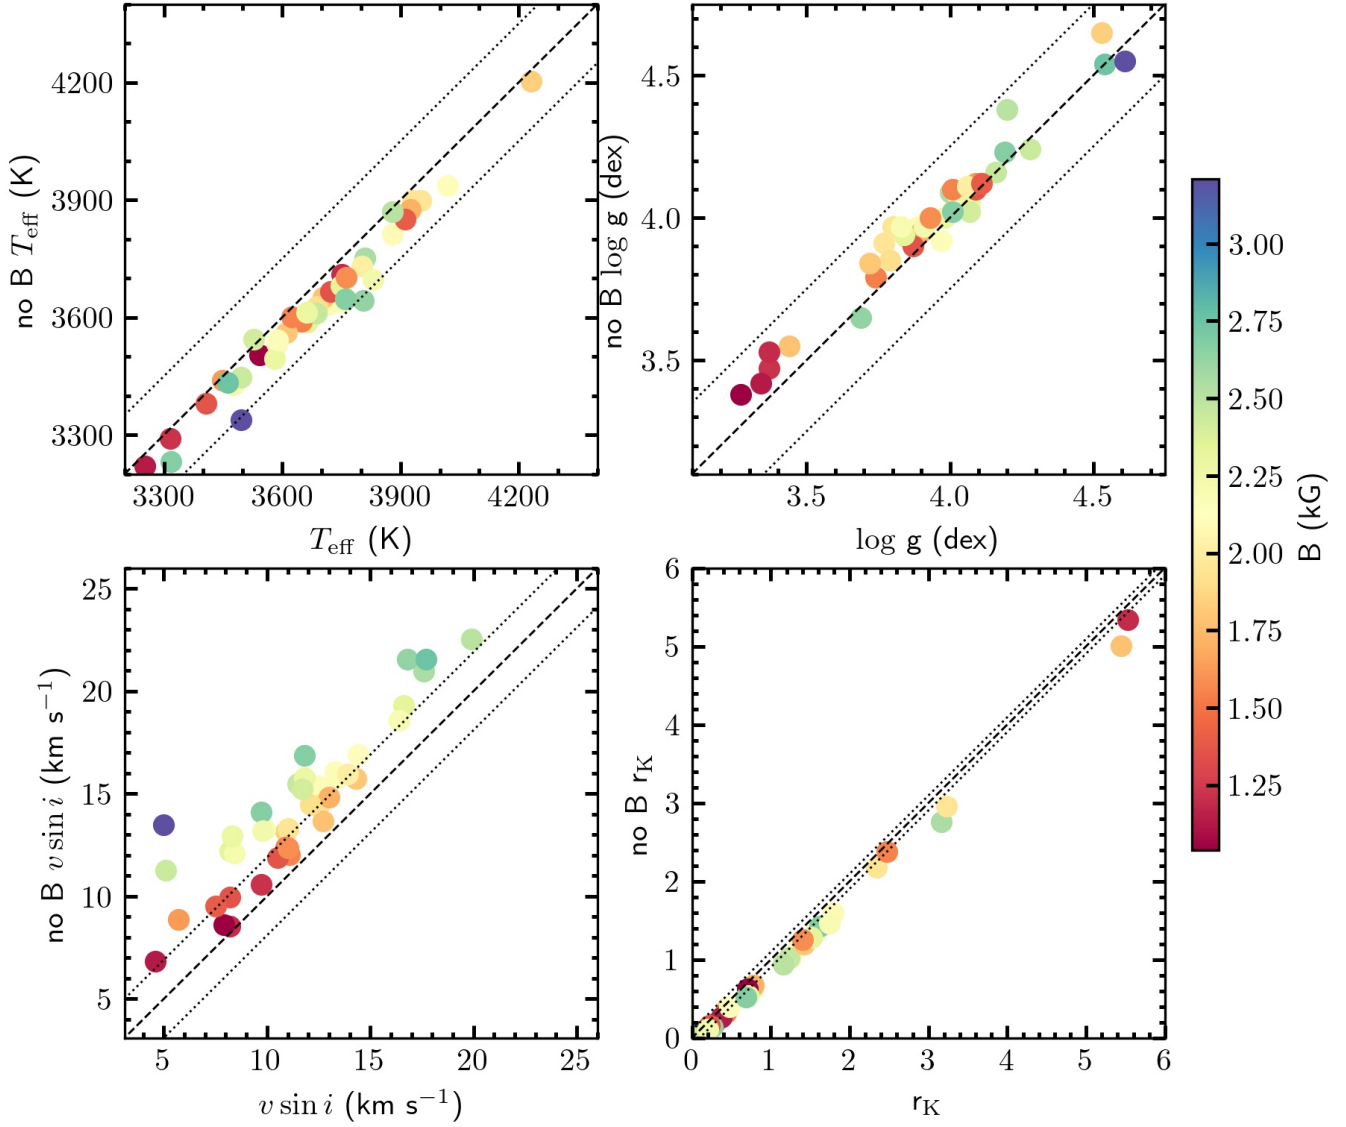 4200
3900
3600
3300
no B T_eff (K)
3300 3600 3900 4200
T_eff (K)
4.5
4.0
3.5
no B log g (dex)
3.5 4.0 4.5
log g (dex)
25
20
15
10
5
no B v sin i (km s⁻¹)
5 10 15 20 25
v sin i (km s⁻¹)
6
5
4
3
2
1
0
no B r_K
0 1 2 3 4 5 6
r_K
3.00
2.75
2.50
2.25
2.00
1.75
1.50
1.25
B (kG)